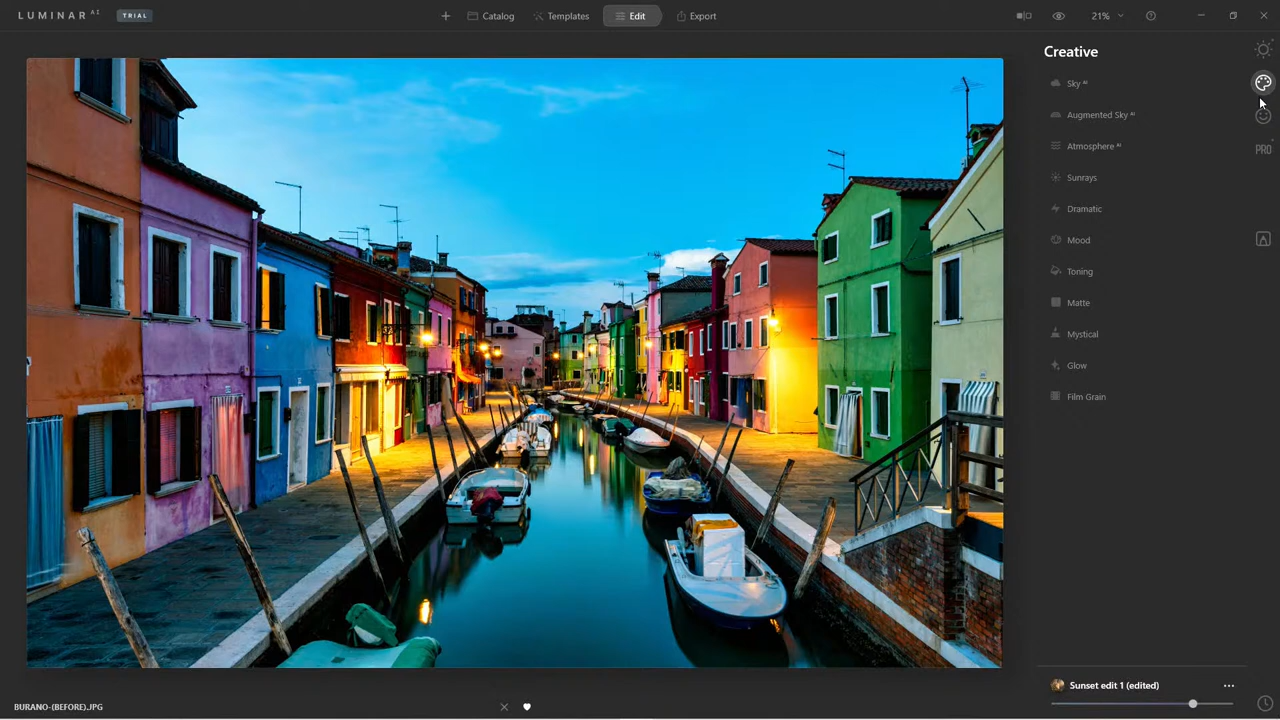 LUMINAR AI TRIAL + Catalog Templates Edit Export 21%
Creative
Sky AI
Augmented Sky AI
Atmosphere AI
PRO
Sunrays
Dramatic
Mood
Toning
Matte
Mystical
Glow
Film Grain
Sunset edit 1 (edited)
BURANO-(BEFORE).JPG